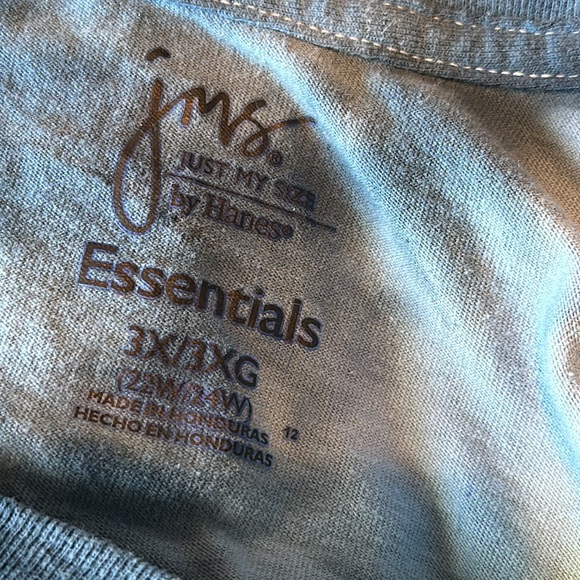 jms®
JUST MY SIZE
by Hanes®
Essentials
3X/3XG
(22W/24W)
MADE IN HONDURAS 12
HECHO EN HONDURAS